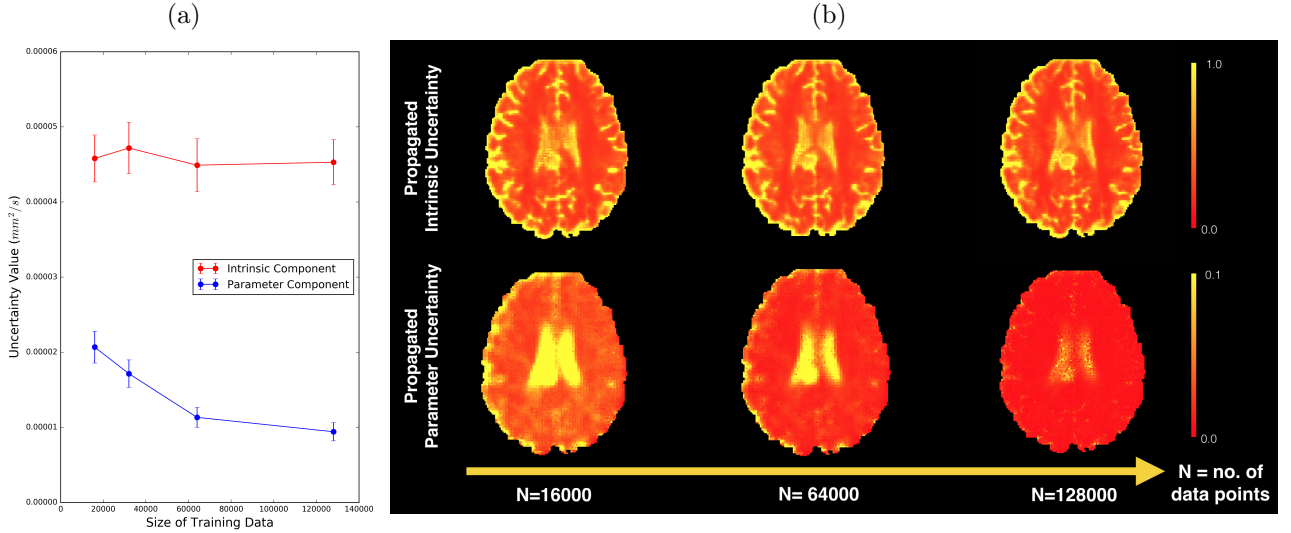 (a)
(b)
0.00006
0.00005
0.00004
0.00003
0.00002
0.00001
0.00000
Uncertainty Value (mm²/s)
Intrinsic Component
Parameter Component
0
20000
40000
60000
80000
100000
120000
140000
Size of Training Data
Propagated
Intrinsic Uncertainty
1.0
0.0
Propagated
Parameter Uncertainty
0.1
0.0
N=16000
N= 64000
N=128000
N = no. of
data points